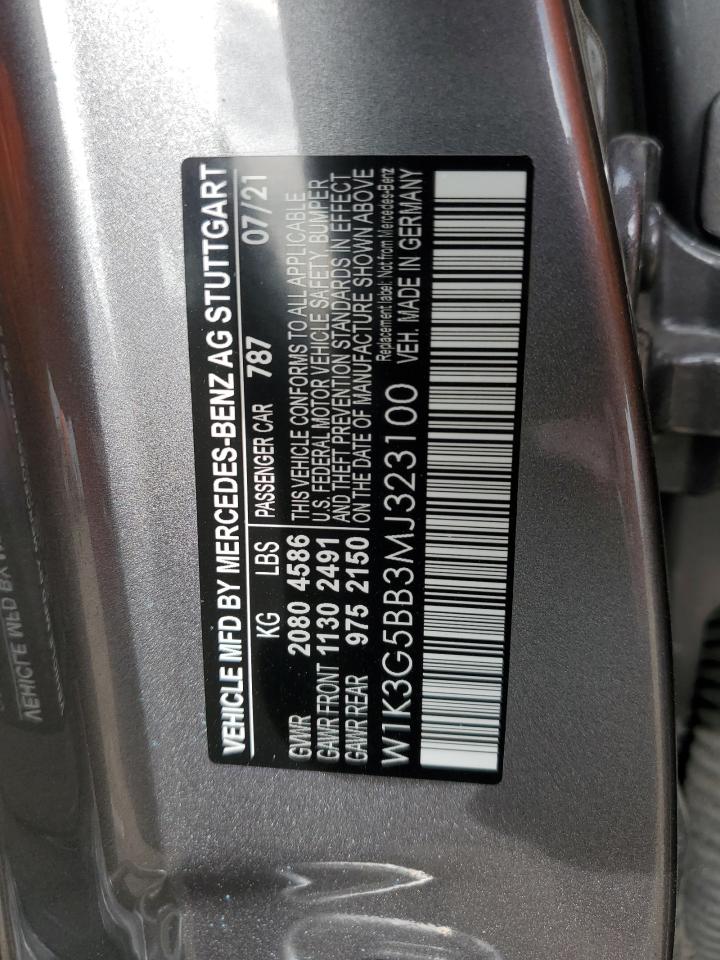 VEHICLE MFD BY MERCEDES-BENZ AG STUTTGART
KG LBS PASSENGER CAR 787 07/21
GVWR 2080 4586 THIS VEHICLE CONFORMS TO ALL APPLICABLE
GAWR FRONT 1130 2491 U.S. FEDERAL MOTOR VEHICLE SAFETY, BUMPER
GAWR REAR 975 2150 AND THEFT PREVENTION STANDARDS IN EFFECT
ON THE DATE OF MANUFACTURE SHOWN ABOVE
Replacement label: Not from Mercedes-Benz
W1K3G5BB3MJ323100 VEH. MADE IN GERMANY
VEHICLE MFD BY